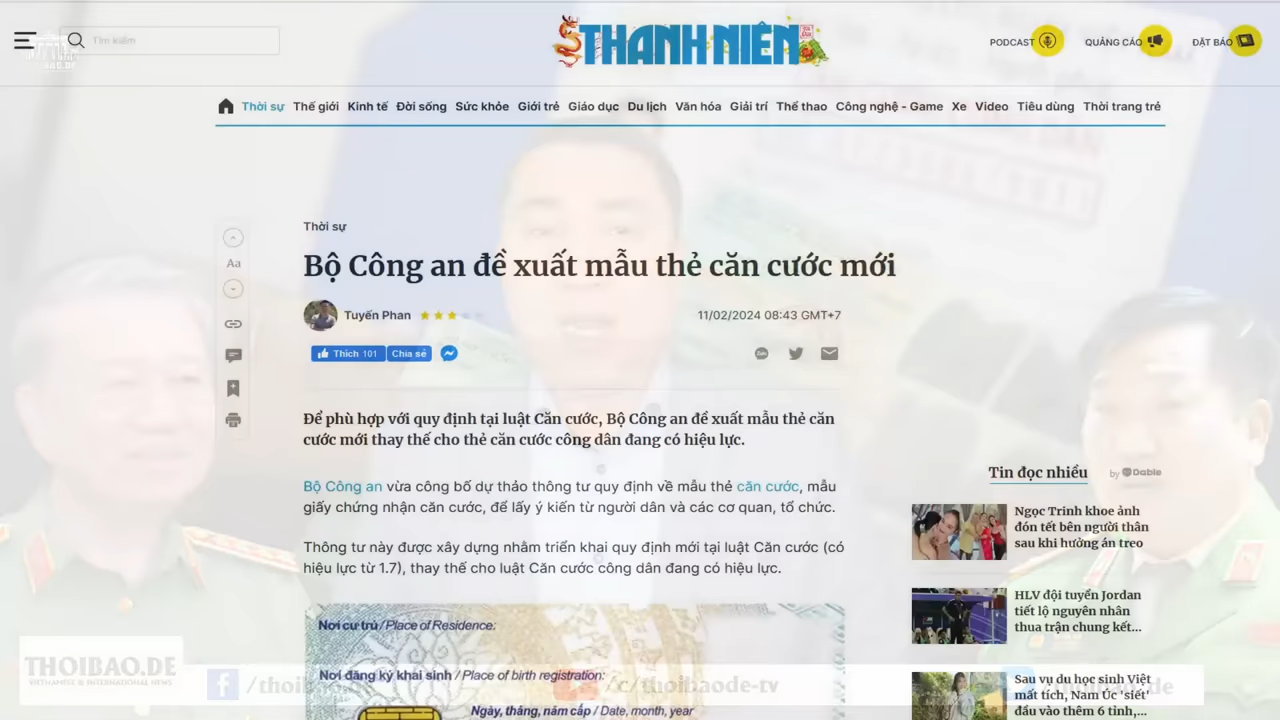 Tìm kiếm
THANH NIÊN
PODCAST
QUẢNG CÁO
ĐẶT BÁO
Thời sự Thế giới Kinh tế Đời sống Sức khỏe Giới trẻ Giáo dục Du lịch Văn hóa Giải trí Thể thao Công nghệ - Game Xe Video Tiêu dùng Thời trang trẻ
Thời sự
Bộ Công an đề xuất mẫu thẻ căn cước mới
Aa
Tuyến Phan
11/02/2024 08:43 GMT+7
Thích 101 Chia sẻ
Zalo
Để phù hợp với quy định tại luật Căn cước, Bộ Công an đề xuất mẫu thẻ căn
cước mới thay thế cho thẻ căn cước công dân đang có hiệu lực.
Bộ Công an vừa công bố dự thảo thông tư quy định về mẫu thẻ căn cước, mẫu
giấy chứng nhận căn cước, để lấy ý kiến từ người dân và các cơ quan, tổ chức.
Thông tư này được xây dựng nhằm triển khai quy định mới tại luật Căn cước (có
hiệu lực từ 1.7), thay thế cho luật Căn cước công dân đang có hiệu lực.
Nơi cư trú / Place of Residence:
Nơi đăng ký khai sinh / Place of birth registration:
Ngày, tháng, năm cấp / Date, month, year
Tin đọc nhiều
by Dable
Ngọc Trinh khoe ảnh
đón tết bên người thân
sau khi hưởng án treo
HLV đội tuyển Jordan
tiết lộ nguyên nhân
thua trận chung kết...
Sau vụ du học sinh Việt
mất tích, Nam Úc 'siết'
đầu vào thêm 6 tỉnh,...
THOIBAO.DE
VIETNAMESE & INTERNATIONAL NEWS
/c/thoibaode-tv